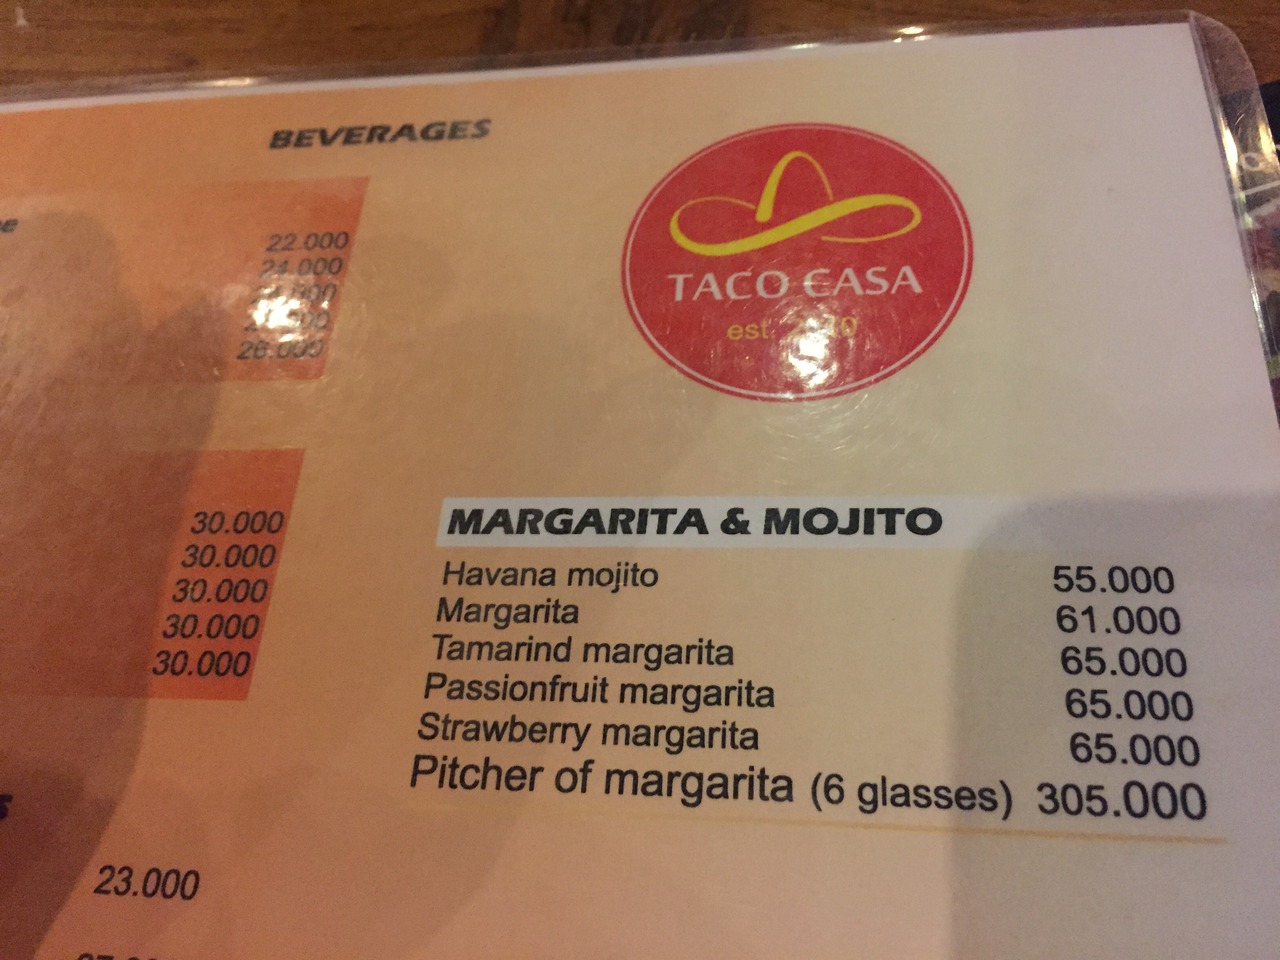 BEVERAGES
22.000
24.000
26.000
30.000
30.000
30.000
30.000
30.000
23.000
TACO CASA
est.
MARGARITA & MOJITO
Havana mojito 55.000
Margarita 61.000
Tamarind margarita 65.000
Passionfruit margarita 65.000
Strawberry margarita 65.000
Pitcher of margarita (6 glasses) 305.000